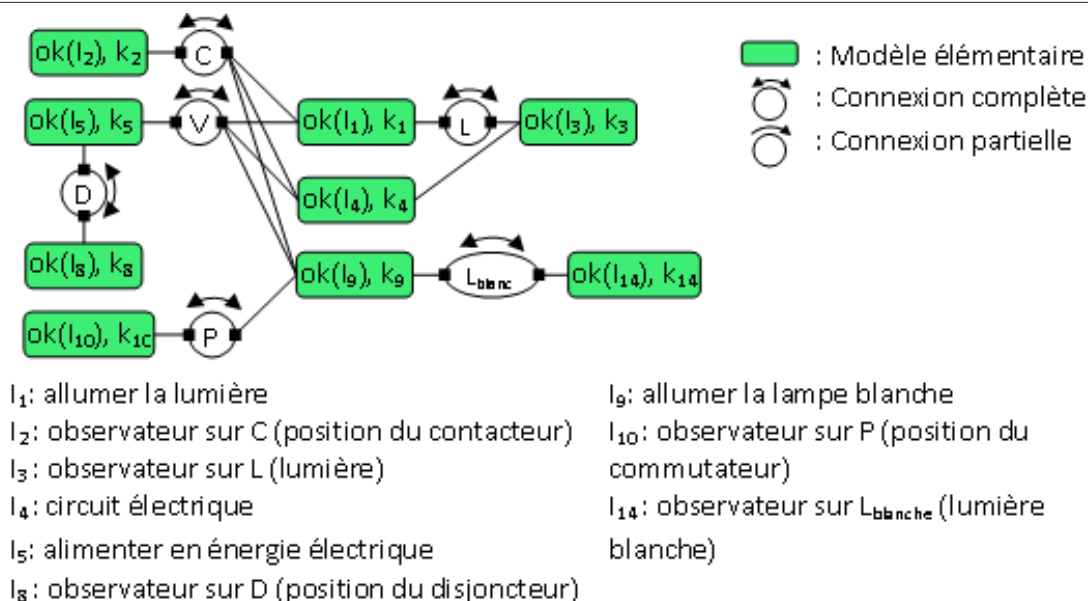 ok(I₂), k₂
C
: Modèle élémentaire
ok(I₅), k₅
V
ok(I₁), k₁
L
ok(I₃), k₃
: Connexion complète
: Connexion partielle
D
ok(I₄), k₄
ok(I₈), k₈
ok(I₉), k₉
L_blanc
ok(I₁₄), k₁₄
ok(I₁₀), k₁₀
P
I₁: allumer la lumière
I₂: observateur sur C (position du contacteur)
I₃: observateur sur L (lumière)
I₄: circuit électrique
I₅: alimenter en énergie électrique
I₈: observateur sur D (position du disjoncteur)
I₉: allumer la lampe blanche
I₁₀: observateur sur P (position du
commutateur)
I₁₄: observateur sur L_blanche (lumière
blanche)